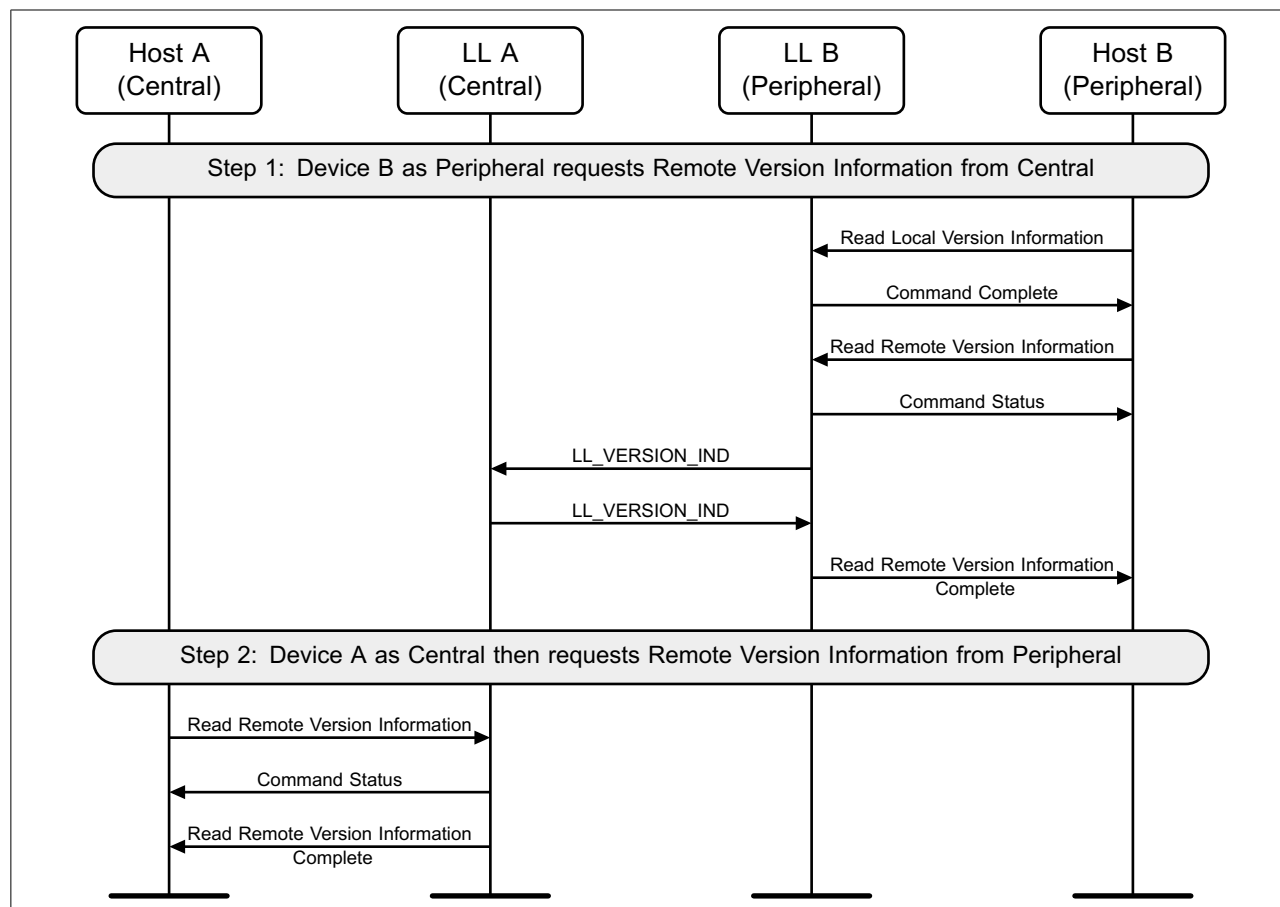 Host A
(Central)
LL A
(Central)
LL B
(Peripheral)
Host B
(Peripheral)
Step 1: Device B as Peripheral requests Remote Version Information from Central
Read Local Version Information
Command Complete
Read Remote Version Information
Command Status
LL_VERSION_IND
LL_VERSION_IND
Read Remote Version Information
Complete
Step 2: Device A as Central then requests Remote Version Information from Peripheral
Read Remote Version Information
Command Status
Read Remote Version Information
Complete